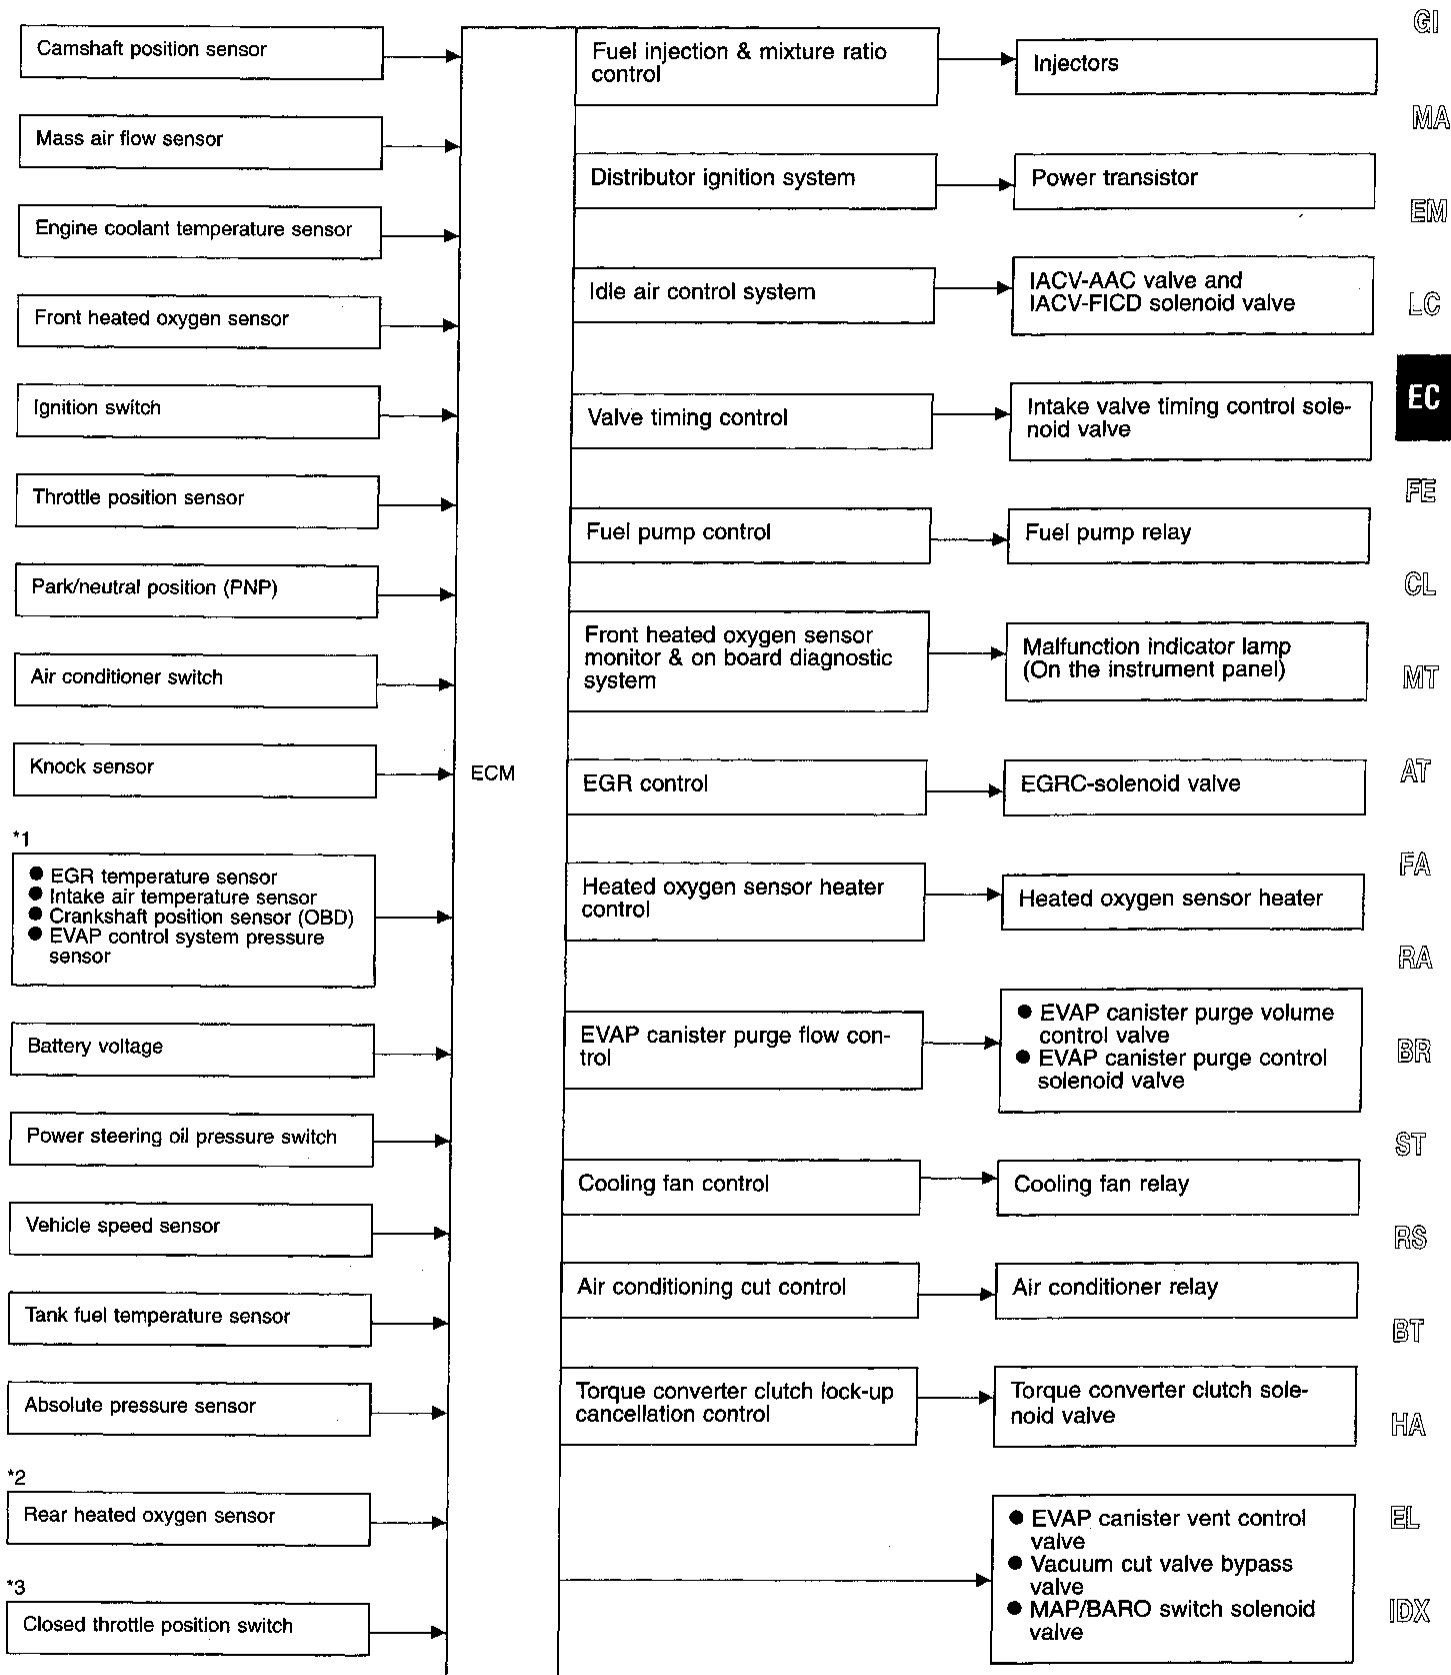 Camshaft position sensor
Mass air flow sensor
Engine coolant temperature sensor
Front heated oxygen sensor
Ignition switch
Throttle position sensor
Park/neutral position (PNP)
Air conditioner switch
Knock sensor
*1
● EGR temperature sensor
● Intake air temperature sensor
● Crankshaft position sensor (OBD)
● EVAP control system pressure
sensor
Battery voltage
Power steering oil pressure switch
Vehicle speed sensor
Tank fuel temperature sensor
Absolute pressure sensor
*2
Rear heated oxygen sensor
*3
Closed throttle position switch
ECM
Fuel injection & mixture ratio
control
Distributor ignition system
Idle air control system
Valve timing control
Fuel pump control
Front heated oxygen sensor
monitor & on board diagnostic
system
EGR control
Heated oxygen sensor heater
control
EVAP canister purge flow con-
trol
Cooling fan control
Air conditioning cut control
Torque converter clutch lock-up
cancellation control
Injectors
Power transistor
IACV-AAC valve and
IACV-FICD solenoid valve
Intake valve timing control sole-
noid valve
Fuel pump relay
Malfunction indicator lamp
(On the instrument panel)
EGRC-solenoid valve
Heated oxygen sensor heater
● EVAP canister purge volume
control valve
● EVAP canister purge control
solenoid valve
Cooling fan relay
Air conditioner relay
Torque converter clutch sole-
noid valve
● EVAP canister vent control
valve
● Vacuum cut valve bypass
valve
● MAP/BARO switch solenoid
valve
GI
MA
EM
LC
EC
FE
CL
MT
AT
FA
RA
BR
ST
RS
BT
HA
EL
IDX